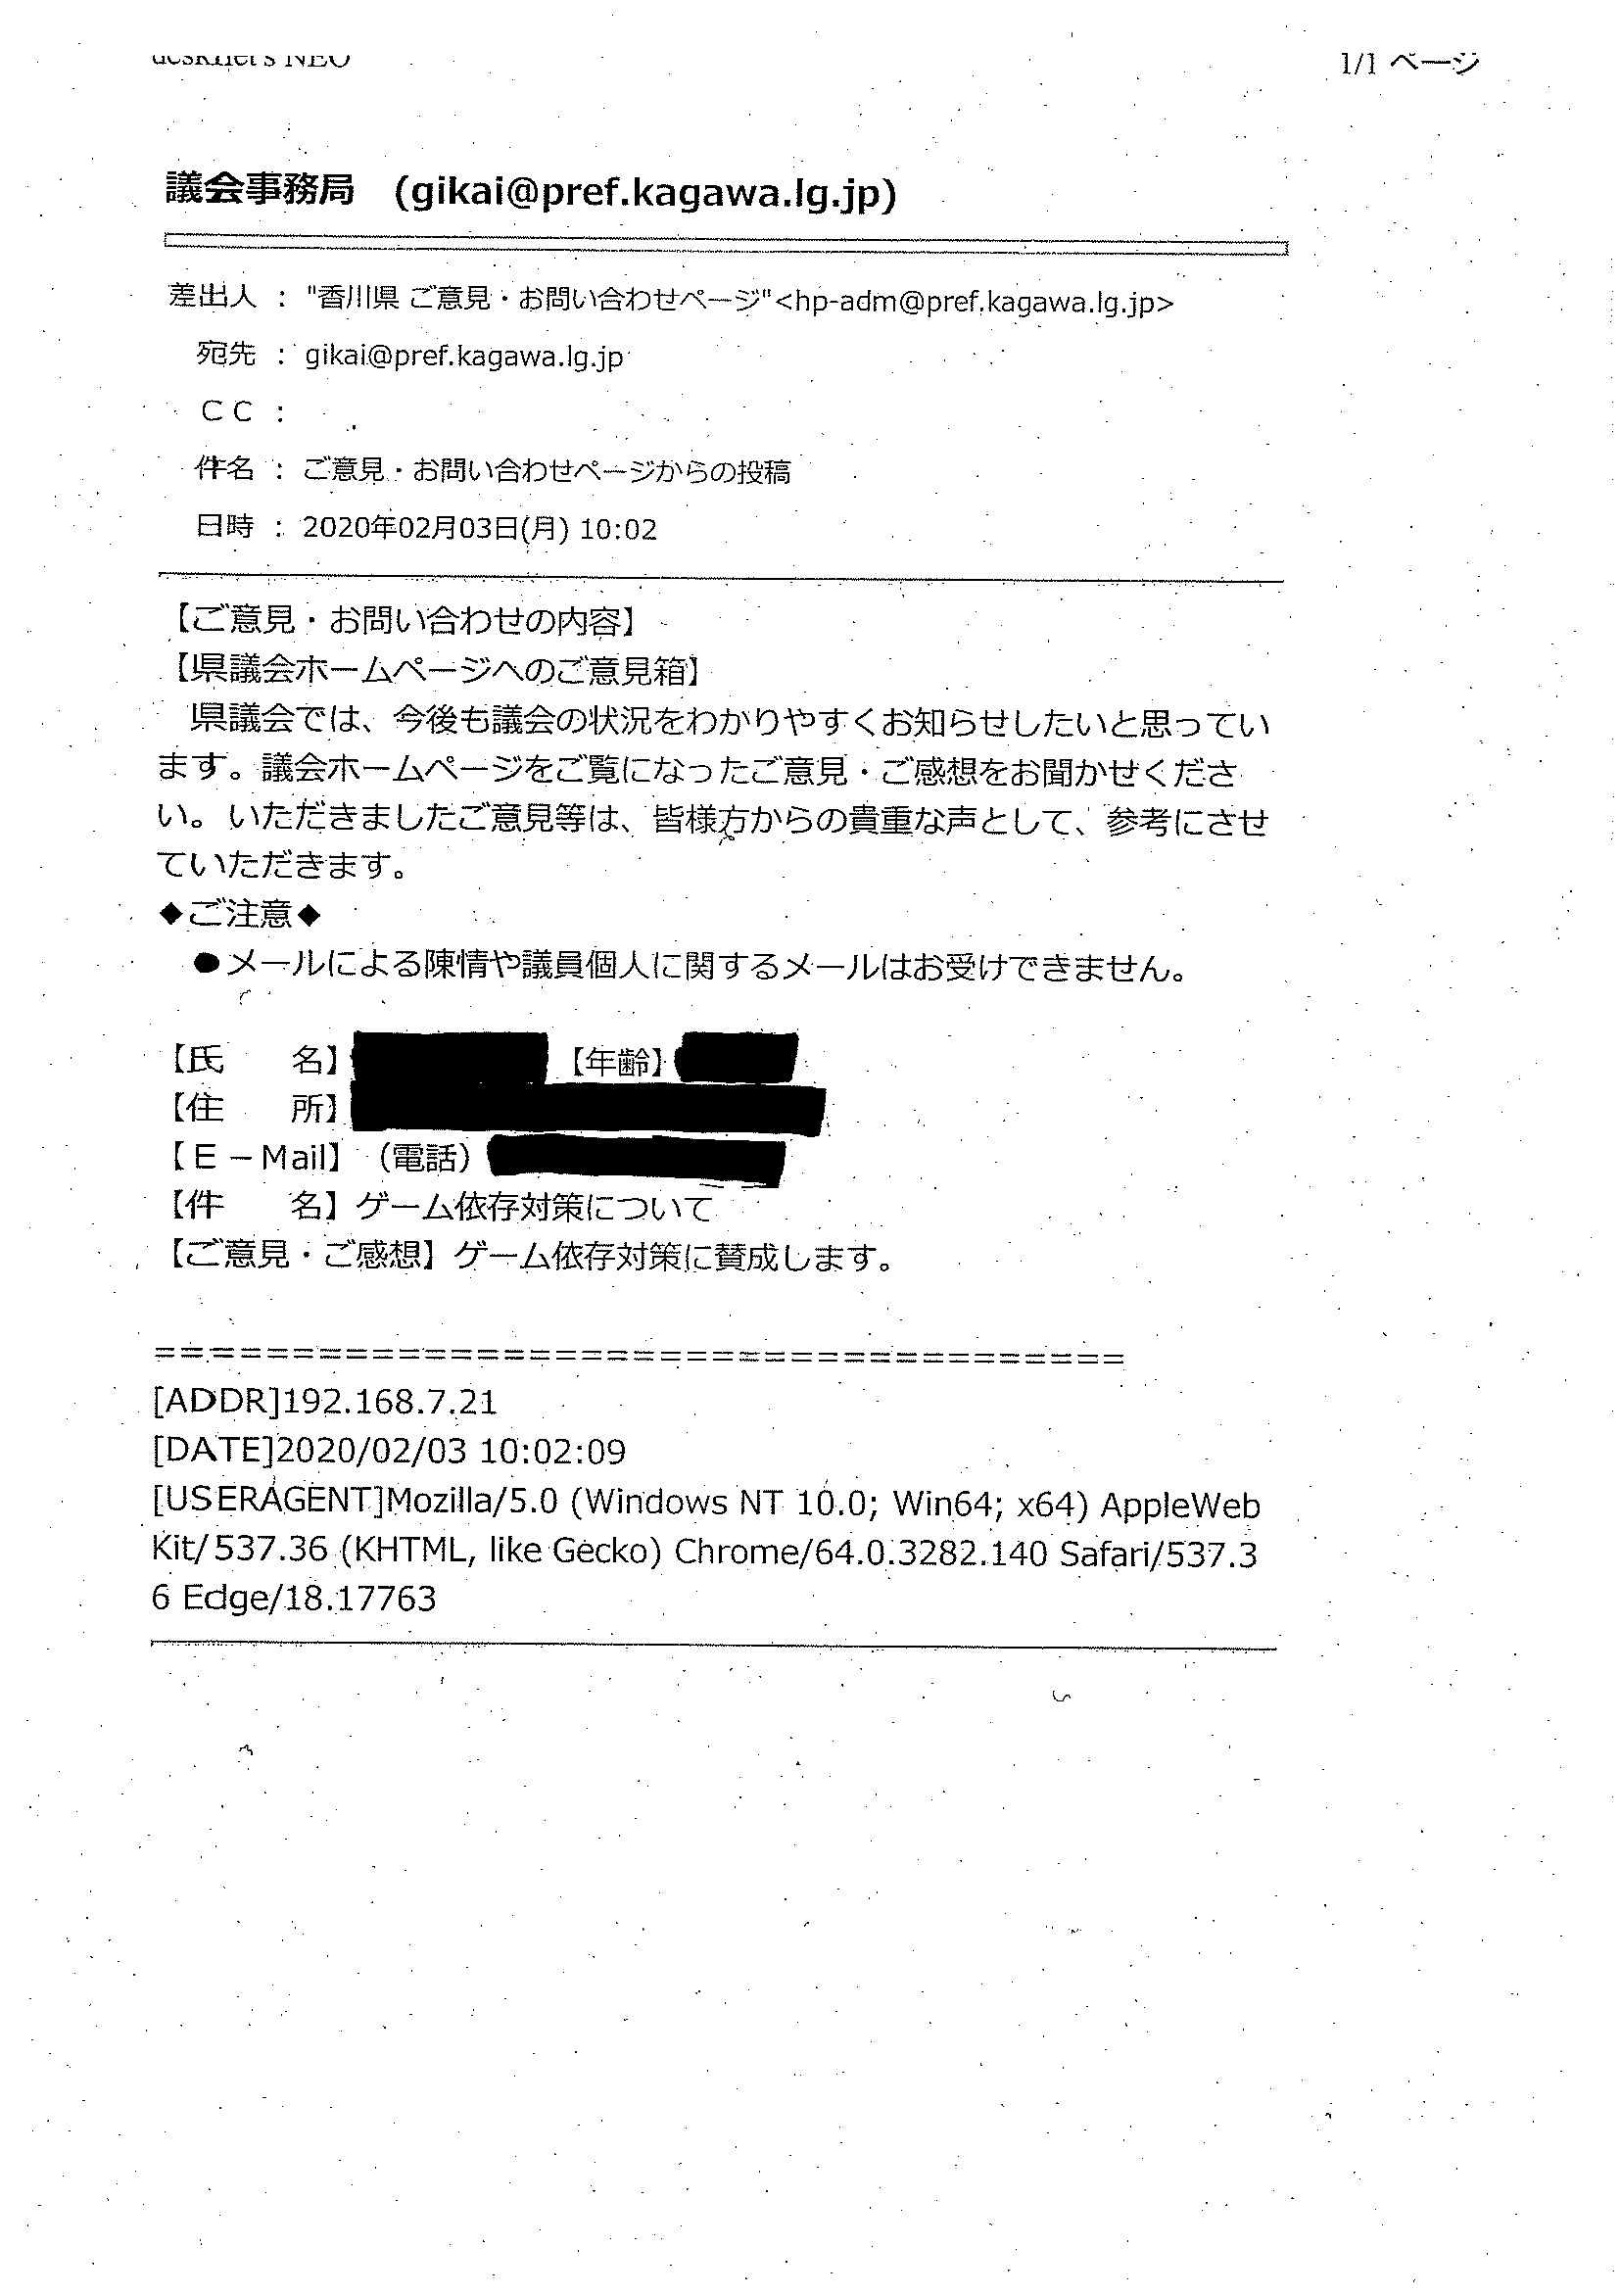 NEO
1/1 ページ
議会事務局 (gikai@pref.kagawa.lg.jp)
差出人 : "香川県 ご意見・お問い合わせページ"<hp-adm@pref.kagawa.lg.jp>
宛先 : gikai@pref.kagawa.lg.jp
CC :
件名 : ご意見・お問い合わせページからの投稿
日時 : 2020年02月03日(月) 10:02
【ご意見・お問い合わせの内容】
【県議会ホームページへのご意見箱】
県議会では、今後も議会の状況をわかりやすくお知らせしたいと思ってい
ます。議会ホームページをご覧になったご意見・ご感想をお聞かせくださ
い。いただきましたご意見等は、皆様方からの貴重な声として、参考にさせ
ていただきます。
◆ご注意◆
●メールによる陳情や議員個人に関するメールはお受けできません。
【氏　　名】 【年齢】
【住　　所】
【E－Mail】（電話）
【件　　名】ゲーム依存対策について
【ご意見・ご感想】ゲーム依存対策に賛成します。
=====================================
[ADDR]192.168.7.21
[DATE]2020/02/03 10:02:09
[USERAGENT]Mozilla/5.0 (Windows NT 10.0; Win64; x64) AppleWeb
Kit/537.36 (KHTML, like Gecko) Chrome/64.0.3282.140 Safari/537.3
6 Edge/18.17763